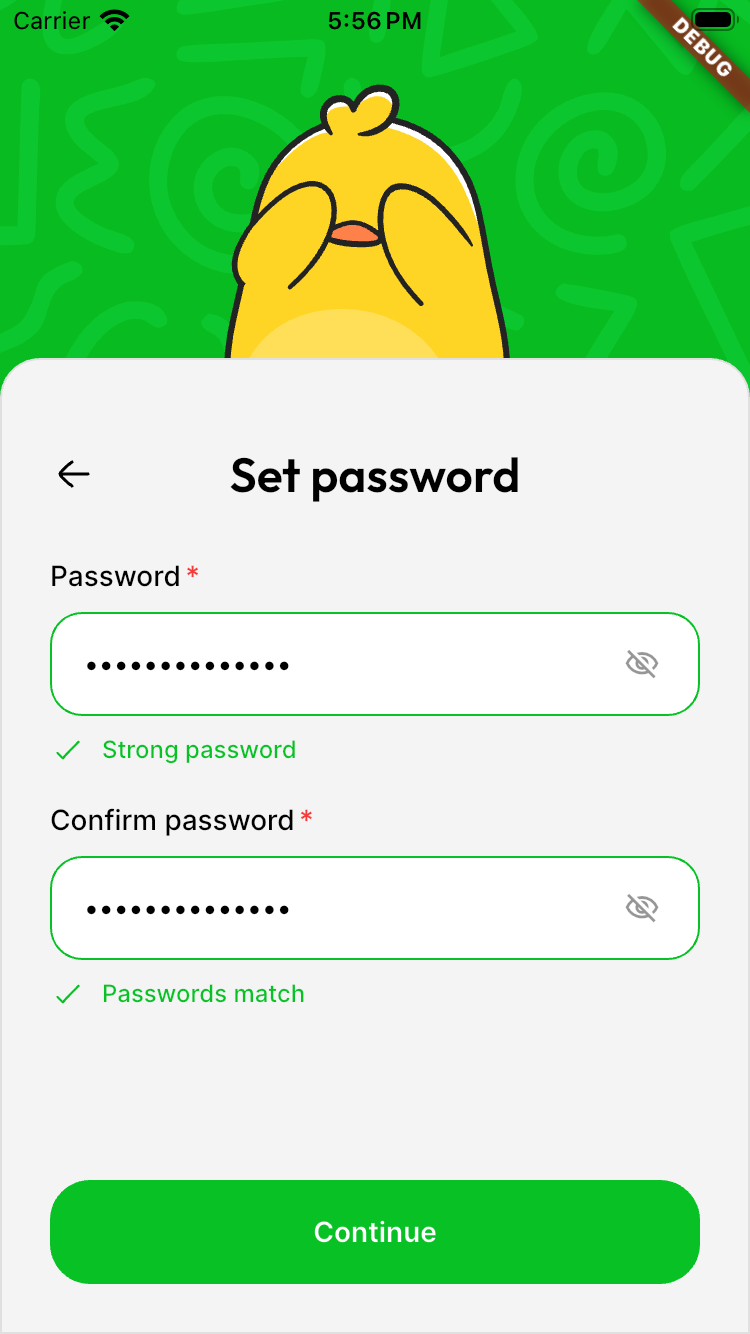 Carrier 5:56 PM
DEBUG
Set password
Password *
••••••••••••••
Strong password
Confirm password *
••••••••••••••
Passwords match
Continue